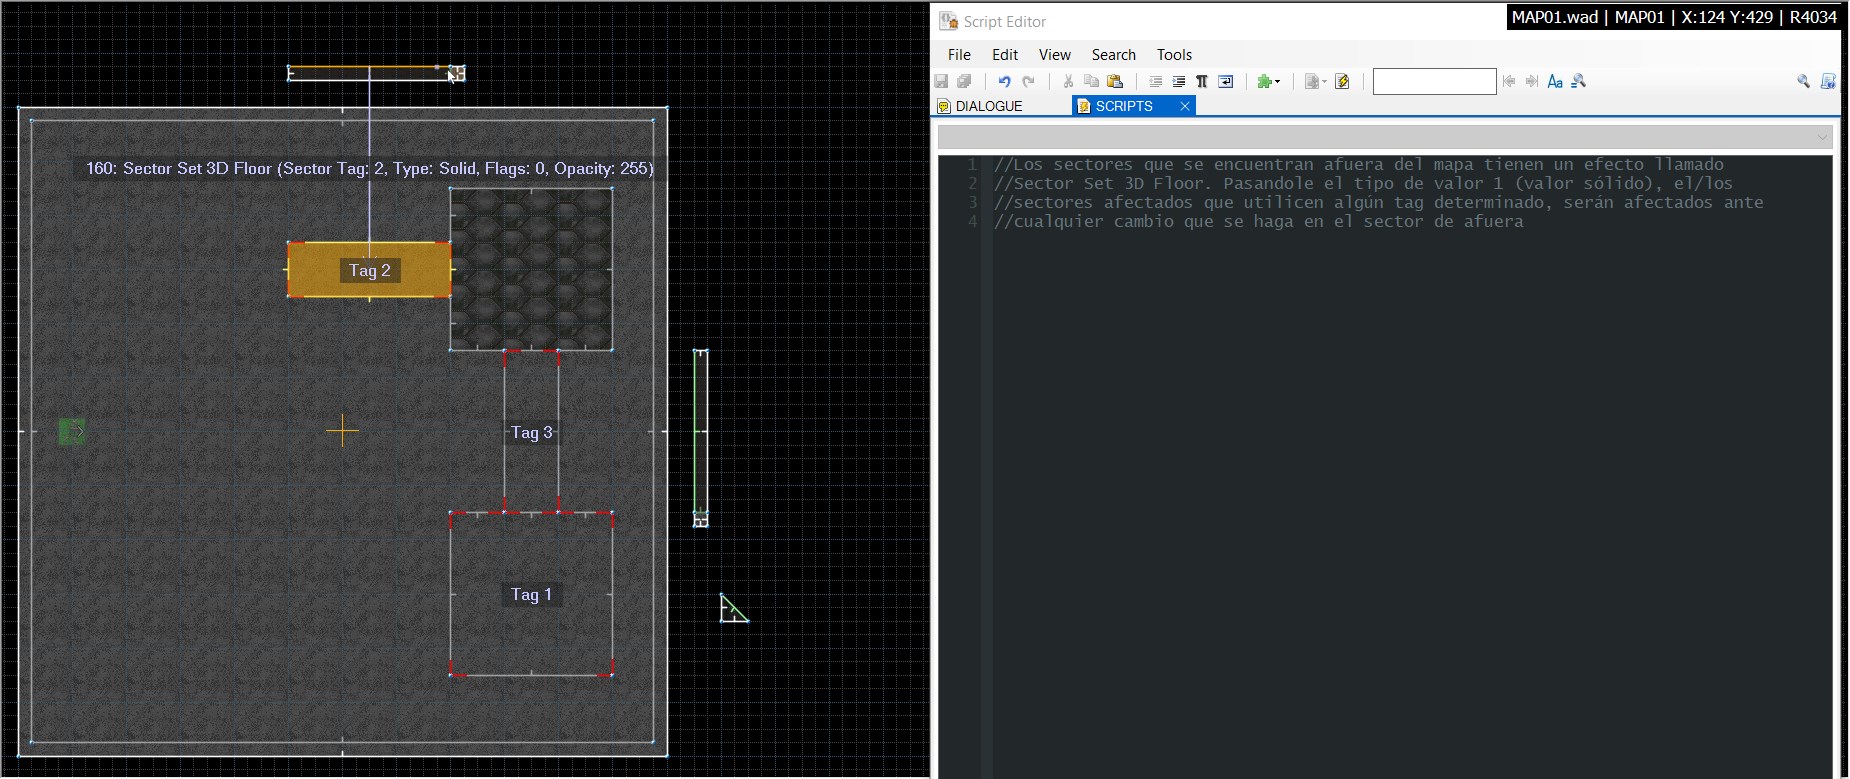 Script Editor
MAP01.wad | MAP01 | X:124 Y:429 | R4034
File Edit View Search Tools
DIALOGUE SCRIPTS
160: Sector Set 3D Floor (Sector Tag: 2, Type: Solid, Flags: 0, Opacity: 255)
Tag 2
Tag 3
Tag 1
1 //Los sectores que se encuentran afuera del mapa tienen un efecto llamado
2 //Sector Set 3D Floor. Pasandole el tipo de valor 1 (valor sólido), el/los
3 //sectores afectados que utilicen algún tag determinado, serán afectados ante
4 //cualquier cambio que se haga en el sector de afuera